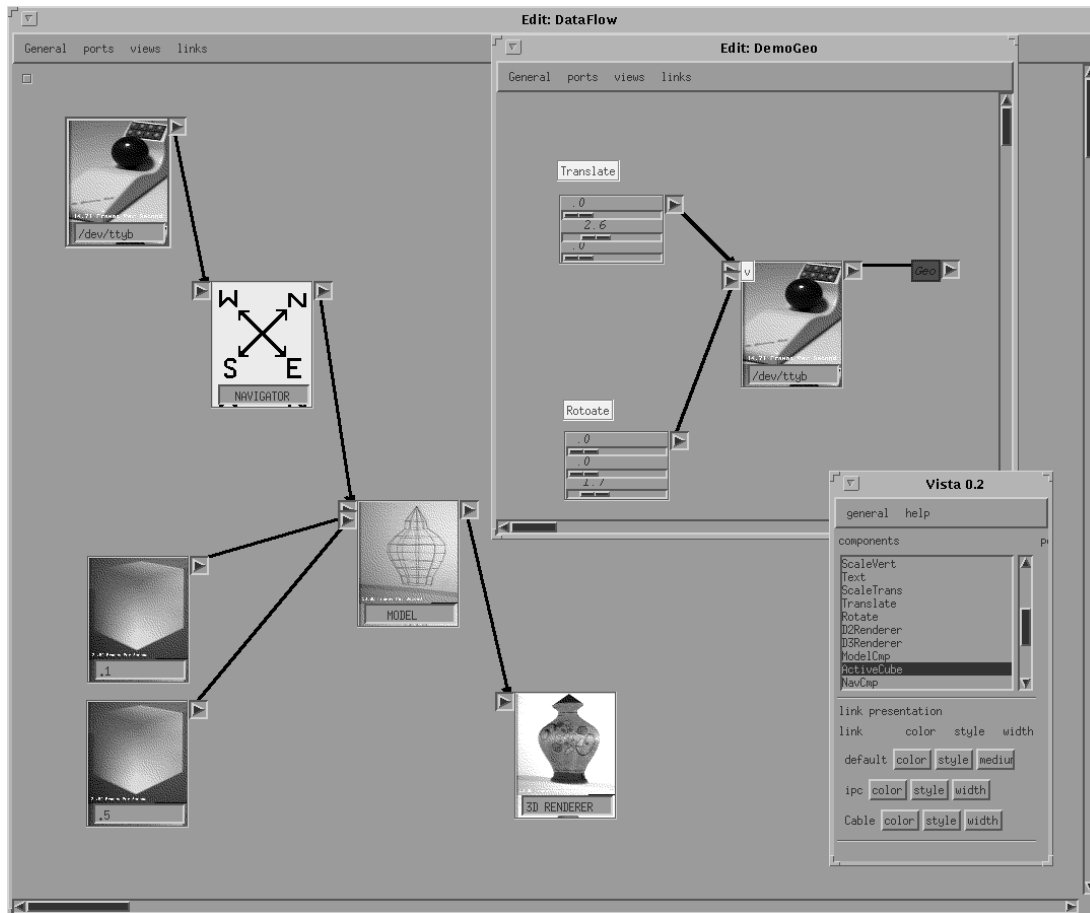 Edit: DataFlow
General ports views links
Edit: DemoGeo
General ports views links
/dev/ttyb
W N
S E
NAVIGATOR
MODEL
.1
.5
3D RENDERER
Translate
.0
2.6
.0
v
Geo
/dev/ttyb
Rotoate
.0
.0
1.7
Vista 0.2
general help
components
ScaleVert
Text
ScaleTrans
Translate
Rotate
D2Renderer
D3Renderer
ModelCmp
ActiveCube
NavCmp
link presentation
link color style width
default color style medium
ipc color style width
Cable color style width